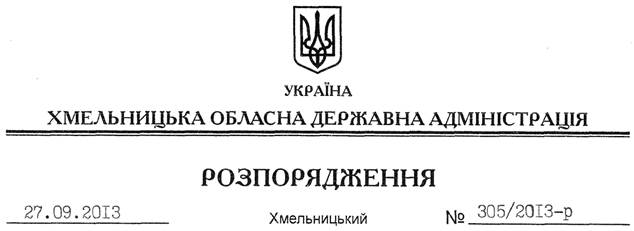 УКРАЇНА
ХМЕЛЬНИЦЬКА ОБЛАСНА ДЕРЖАВНА АДМІНІСТРАЦІЯ
РОЗПОРЯДЖЕННЯ
27.09.2013 Хмельницький № 305/2013-р